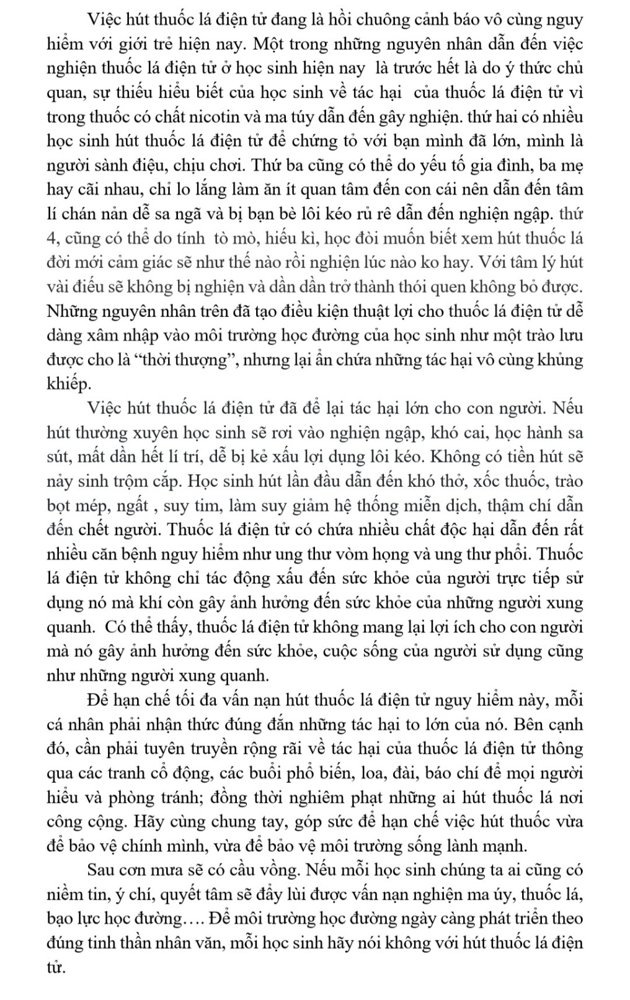 Việc hút thuốc lá điện tử đang là hồi chuông cảnh báo vô cùng nguy
hiểm với giới trẻ hiện nay. Một trong những nguyên nhân dẫn đến việc
nghiện thuốc lá điện tử ở học sinh hiện nay  là trước hết là do ý thức chủ
quan, sự thiếu hiểu biết của học sinh về tác hại  của thuốc lá điện tử vì
trong thuốc có chất nicotin và ma túy dẫn đến gây nghiện. thứ hai có nhiều
học sinh hút thuốc lá điện tử để chứng tỏ với bạn mình đã lớn, mình là
người sành điệu, chịu chơi. Thứ ba cũng có thể do yếu tố gia đình, ba mẹ
hay cãi nhau, chỉ lo lắng làm ăn ít quan tâm đến con cái nên dẫn đến tâm
lí chán nản dễ sa ngã và bị bạn bè lôi kéo rủ rê dẫn đến nghiện ngập. thứ
4, cũng có thể do tính  tò mò, hiếu kì, học đòi muốn biết xem hút thuốc lá
đời mới cảm giác sẽ như thế nào rồi nghiện lúc nào ko hay. Với tâm lý hút
vài điếu sẽ không bị nghiện và dần dần trở thành thói quen không bỏ được.
Những nguyên nhân trên đã tạo điều kiện thuật lợi cho thuốc lá điện tử dễ
dàng xâm nhập vào môi trường học đường của học sinh như một trào lưu
được cho là “thời thượng”, nhưng lại ẩn chứa những tác hại vô cùng khủng
khiếp.
Việc hút thuốc lá điện tử đã để lại tác hại lớn cho con người. Nếu
hút thường xuyên học sinh sẽ rơi vào nghiện ngập, khó cai, học hành sa
sút, mất dần hết lí trí, dễ bị kẻ xấu lợi dụng lôi kéo. Không có tiền hút sẽ
nảy sinh trộm cắp. Học sinh hút lần đầu dẫn đến khó thở, xốc thuốc, trào
bọt mép, ngất , suy tim, làm suy giảm hệ thống miễn dịch, thậm chí dẫn
đến chết người. Thuốc lá điện tử có chứa nhiều chất độc hại dẫn đến rất
nhiều căn bệnh nguy hiểm như ung thư vòm họng và ung thư phổi. Thuốc
lá điện tử không chỉ tác động xấu đến sức khỏe của người trực tiếp sử
dụng nó mà khí còn gây ảnh hưởng đến sức khỏe của những người xung
quanh.  Có thể thấy, thuốc lá điện tử không mang lại lợi ích cho con người
mà nó gây ảnh hưởng đến sức khỏe, cuộc sống của người sử dụng cũng
như những người xung quanh.
Để hạn chế tối đa vấn nạn hút thuốc lá điện tử nguy hiểm này, mỗi
cá nhân phải nhận thức đúng đắn những tác hại to lớn của nó. Bên cạnh
đó, cần phải tuyên truyền rộng rãi về tác hại của thuốc lá điện tử thông
qua các tranh cổ động, các buổi phổ biến, loa, đài, báo chí để mọi người
hiểu và phòng tránh; đồng thời nghiêm phạt những ai hút thuốc lá nơi
công cộng. Hãy cùng chung tay, góp sức để hạn chế việc hút thuốc vừa
để bảo vệ chính mình, vừa để bảo vệ môi trường sống lành mạnh.
Sau cơn mưa sẽ có cầu vồng. Nếu mỗi học sinh chúng ta ai cũng có
niềm tin, ý chí, quyết tâm sẽ đẩy lùi được vấn nạn nghiện ma úy, thuốc lá,
bạo lực học đường…. Để môi trường học đường ngày càng phát triển theo
đúng tinh thần nhân văn, mỗi học sinh hãy nói không với hút thuốc lá điện
tử.